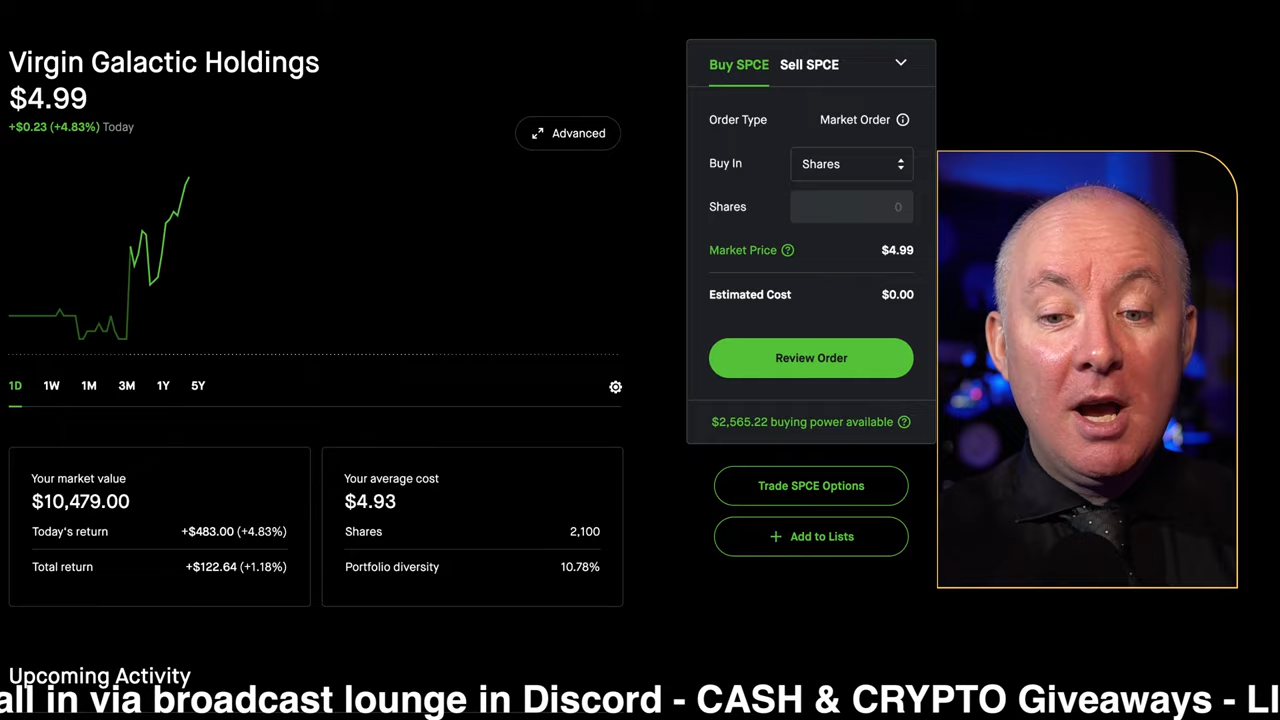 Virgin Galactic Holdings
$4.99
+$0.23 (+4.83%) Today
Advanced
1D 1W 1M 3M 1Y 5Y
Your market value
$10,479.00
Today's return +$483.00 (+4.83%)
Total return +$122.64 (+1.18%)
Your average cost
$4.93
Shares 2,100
Portfolio diversity 10.78%
Upcoming Activity
Buy SPCE Sell SPCE
Order Type Market Order
Buy In Shares
Shares 0
Market Price $4.99
Estimated Cost $0.00
Review Order
$2,565.22 buying power available
Trade SPCE Options
+ Add to Lists
all in via broadcast lounge in Discord - CASH & CRYPTO Giveaways - LI